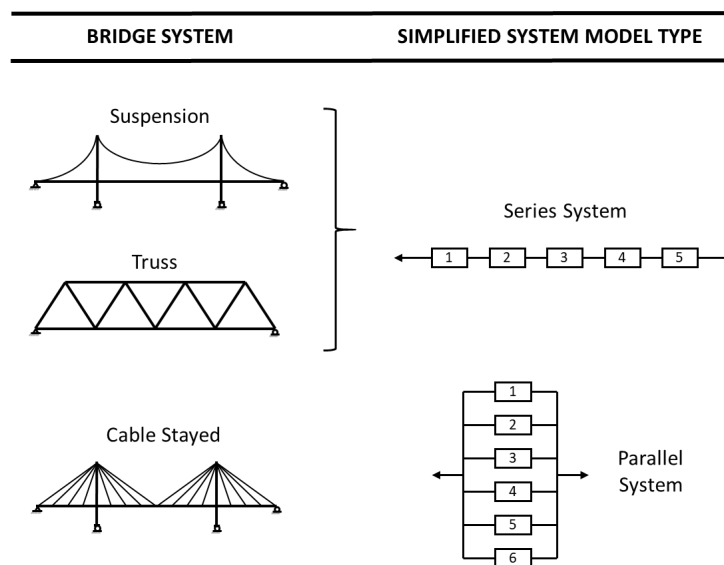 BRIDGE SYSTEM
SIMPLIFIED SYSTEM MODEL TYPE
Suspension
Truss
Series System
1 2 3 4 5
Cable Stayed
1
2
3
4
5
6
Parallel
System